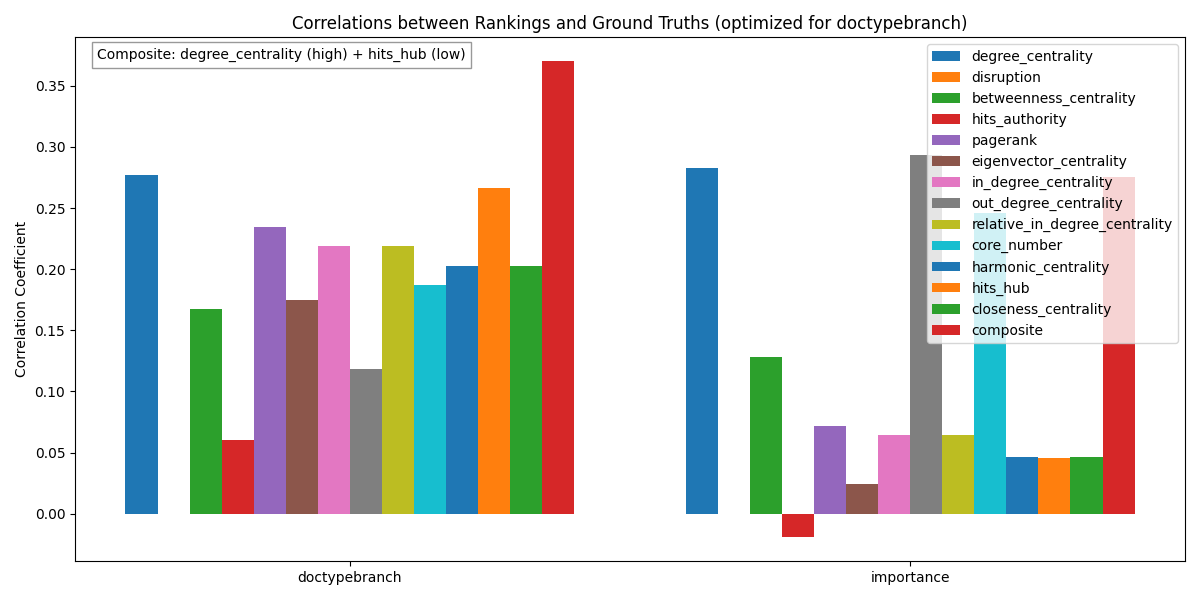 Correlations between Rankings and Ground Truths (optimized for doctypebranch)
Composite: degree_centrality (high) + hits_hub (low)
degree_centrality
disruption
betweenness_centrality
hits_authority
pagerank
eigenvector_centrality
in_degree_centrality
out_degree_centrality
relative_in_degree_centrality
core_number
harmonic_centrality
hits_hub
closeness_centrality
composite
Correlation Coefficient
0.35
0.30
0.25
0.20
0.15
0.10
0.05
0.00
doctypebranch
importance